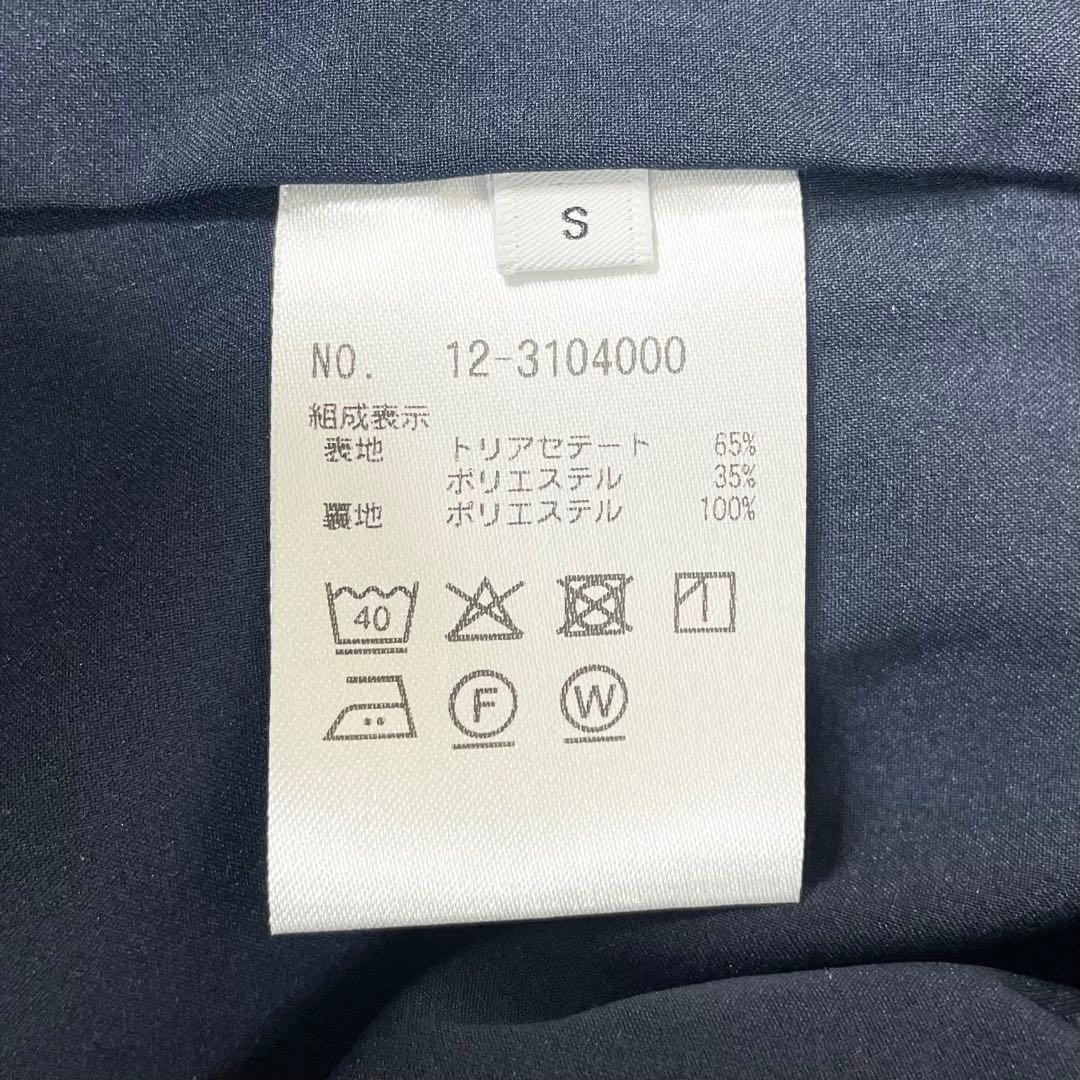 S
NO. 12-3104000
組成表示
表地 トリアセテート 65%
ポリエステル 35%
裏地 ポリエステル 100%
40
F W